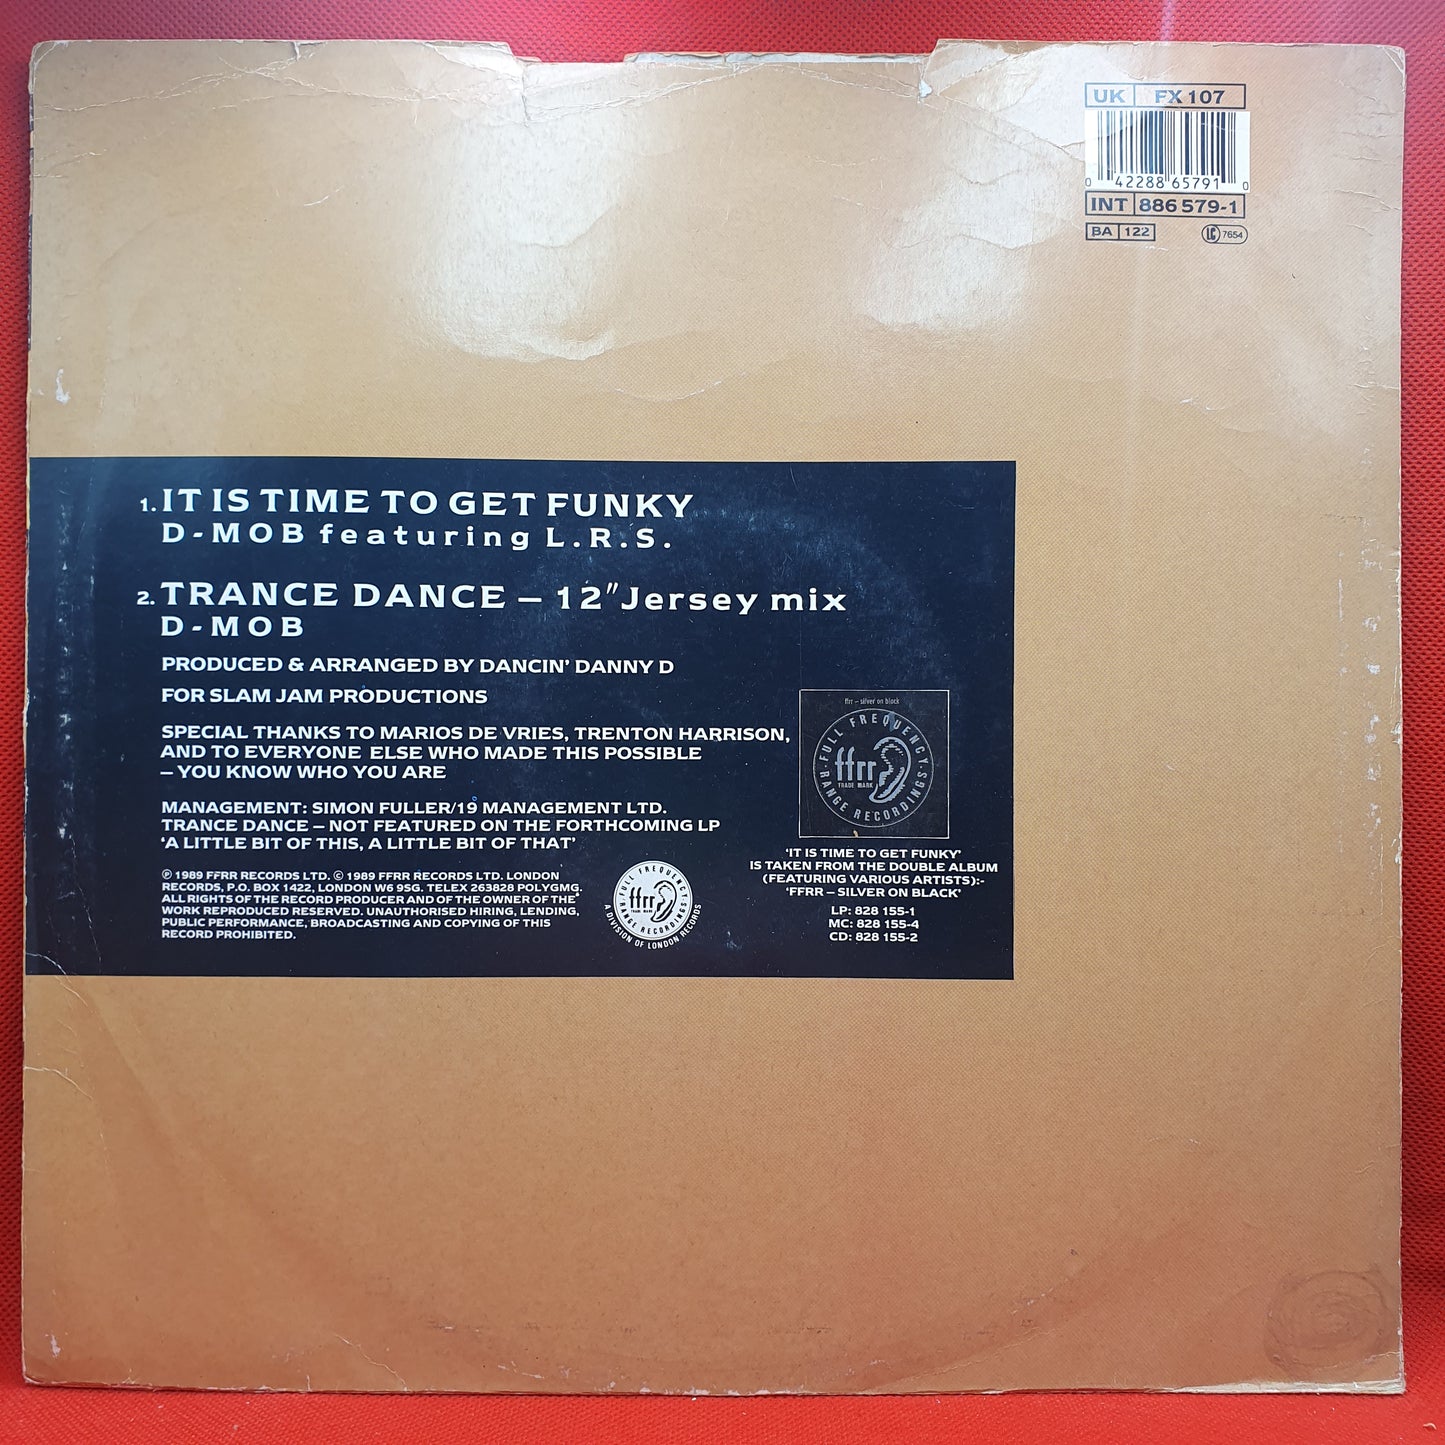 UK FX 107
0 42288 65791 0
INT 886 579-1
BA 122 LC 7654
1. IT IS TIME TO GET FUNKY
D-MOB featuring L.R.S.
2. TRANCE DANCE – 12" Jersey mix
D-MOB
PRODUCED & ARRANGED BY DANCIN' DANNY D
FOR SLAM JAM PRODUCTIONS
SPECIAL THANKS TO MARIOS DE VRIES, TRENTON HARRISON,
AND TO EVERYONE ELSE WHO MADE THIS POSSIBLE
– YOU KNOW WHO YOU ARE
MANAGEMENT: SIMON FULLER/19 MANAGEMENT LTD.
TRANCE DANCE – NOT FEATURED ON THE FORTHCOMING LP
'A LITTLE BIT OF THIS, A LITTLE BIT OF THAT'
℗ 1989 FFRR RECORDS LTD. © 1989 FFRR RECORDS LTD. LONDON
RECORDS, P.O. BOX 1422, LONDON W6 9SG. TELEX 263828 POLYGMG.
ALL RIGHTS OF THE RECORD PRODUCER AND OF THE OWNER OF THE
WORK REPRODUCED RESERVED. UNAUTHORISED HIRING, LENDING,
PUBLIC PERFORMANCE, BROADCASTING AND COPYING OF THIS
RECORD PROHIBITED.
FULL FREQUENCY
ffrr
TRADE MARK
RANGE RECORDINGS
A DIVISION OF LONDON RECORDS
ffrr – silver on black
FULL FREQUENCY
ffrr
TRADE MARK
RANGE RECORDINGS
'IT IS TIME TO GET FUNKY'
IS TAKEN FROM THE DOUBLE ALBUM
(FEATURING VARIOUS ARTISTS):-
'FFRR – SILVER ON BLACK'
LP: 828 155-1
MC: 828 155-4
CD: 828 155-2